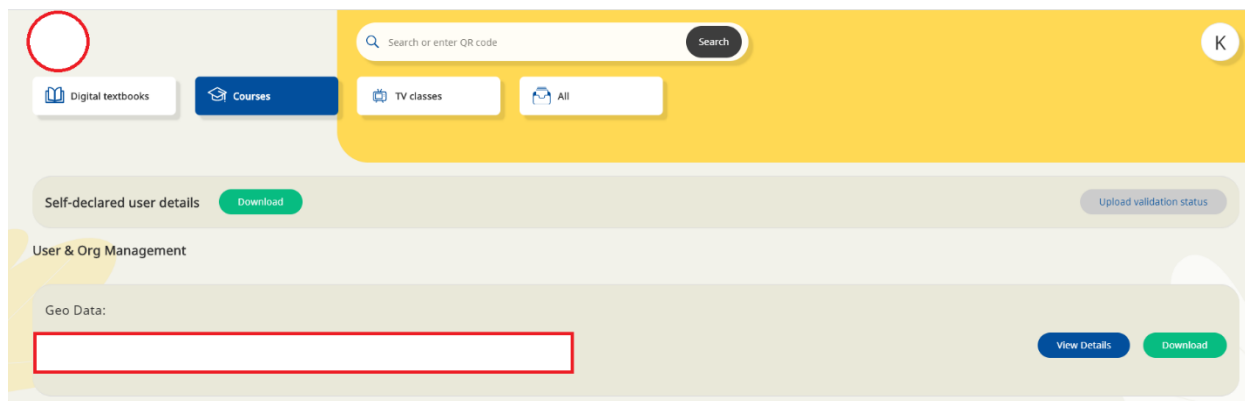 Search or enter QR code
Search
K
Digital textbooks
Courses
TV classes
All
Self-declared user details
Download
Upload validation status
User & Org Management
Geo Data:
View Details
Download